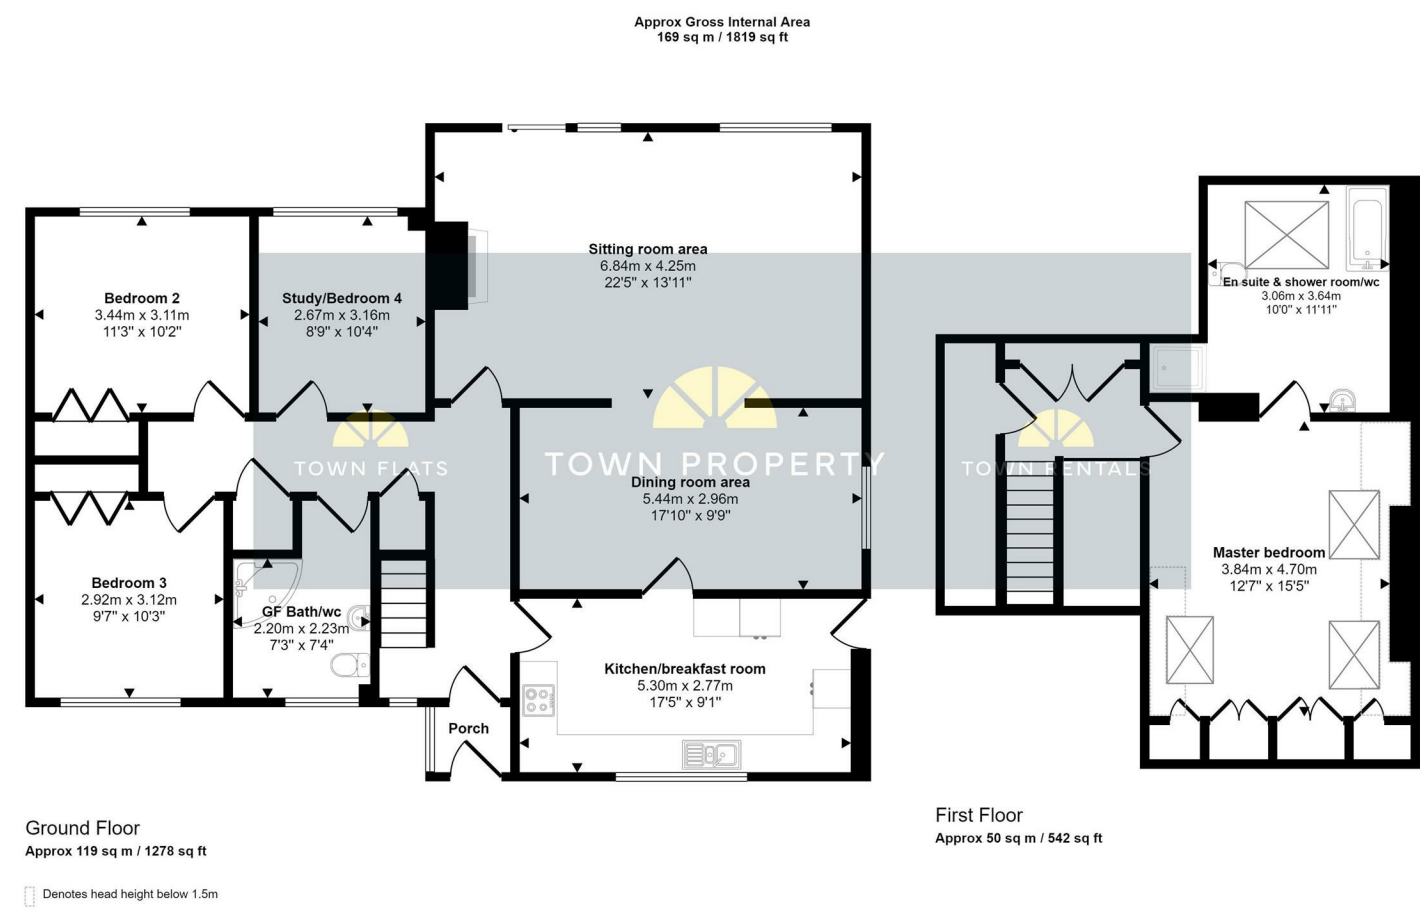 Approx Gross Internal Area
169 sq m / 1819 sq ft
Sitting room area
6.84m x 4.25m
22'5" x 13'11"
Bedroom 2
3.44m x 3.11m
11'3" x 10'2"
Study/Bedroom 4
2.67m x 3.16m
8'9" x 10'4"
En suite & shower room/wc
3.06m x 3.64m
10'0" x 11'11"
TOWN FLATS
TOWN PROPERTY
TOWN RENTALS
Dining room area
5.44m x 2.96m
17'10" x 9'9"
Master bedroom
3.84m x 4.70m
12'7" x 15'5"
Bedroom 3
2.92m x 3.12m
9'7" x 10'3"
GF Bath/wc
2.20m x 2.23m
7'3" x 7'4"
Kitchen/breakfast room
5.30m x 2.77m
17'5" x 9'1"
Porch
Ground Floor
Approx 119 sq m / 1278 sq ft
First Floor
Approx 50 sq m / 542 sq ft
Denotes head height below 1.5m